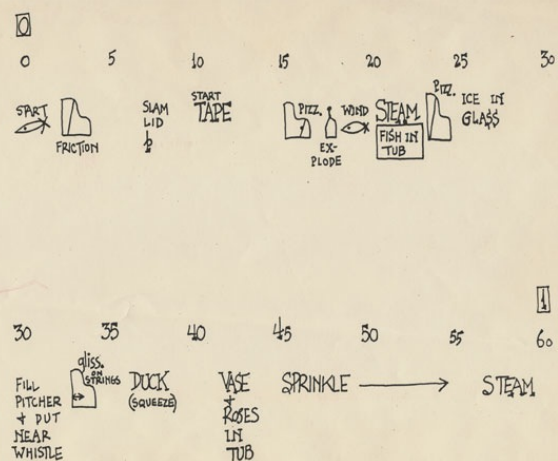 0
0 5 10 15 20 25 30
START
FRICTION
SLAM
LID
START
TAPE
PIZZ.
EX-
PLODE
WIND
STEAM
FISH IN
TUB
PIZZ.
ICE IN
GLASS
1
30 35 40 45 50 55 60
FILL
PITCHER
+ PUT
NEAR
WHISTLE
gliss.
ON
STRINGS
DUCK
(SQUEEZE)
VASE
+
ROSES
IN
TUB
SPRINKLE
STEAM